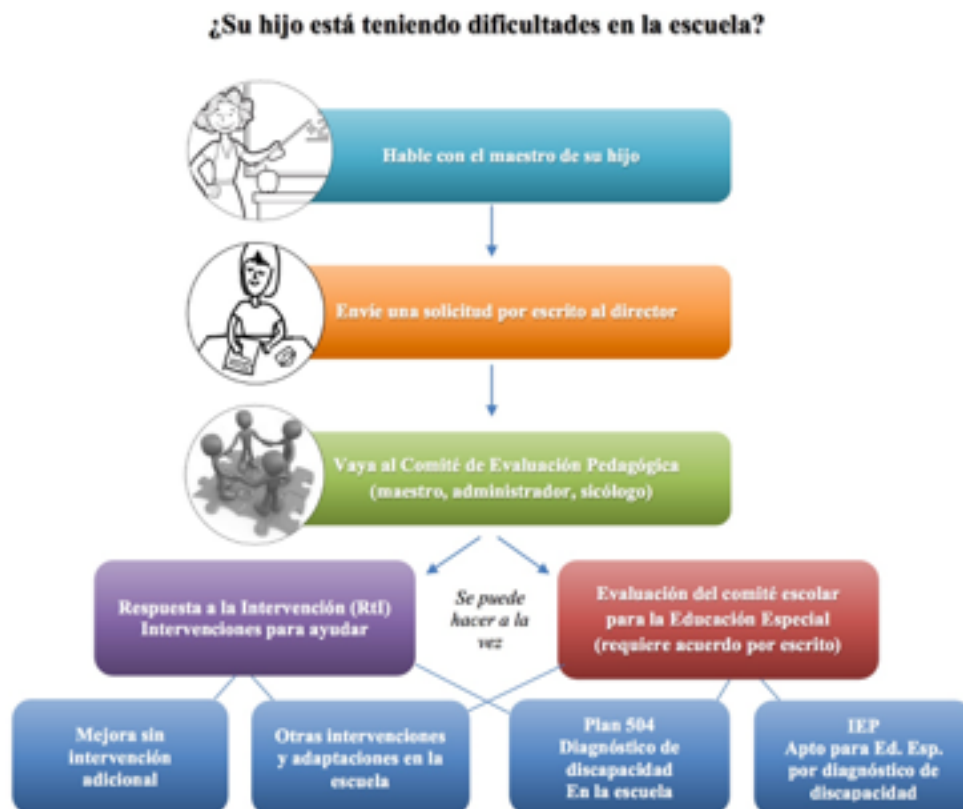 ¿Su hijo está teniendo dificultades en la escuela?
Hable con el maestro de su hijo
Envíe una solicitud por escrito al director
Vaya al Comité de Evaluación Pedagógica
(maestro, administrador, sicólogo)
Respuesta a la Intervención (RtI)
Intervenciones para ayudar
Se puede
hacer a la
vez
Evaluación del comité escolar
para la Educación Especial
(requiere acuerdo por escrito)
Mejora sin
intervención
adicional
Otras intervenciones
y adaptaciones en la
escuela
Plan 504
Diagnóstico de
discapacidad
En la escuela
IEP
Apto para Ed. Esp.
por diagnóstico de
discapacidad